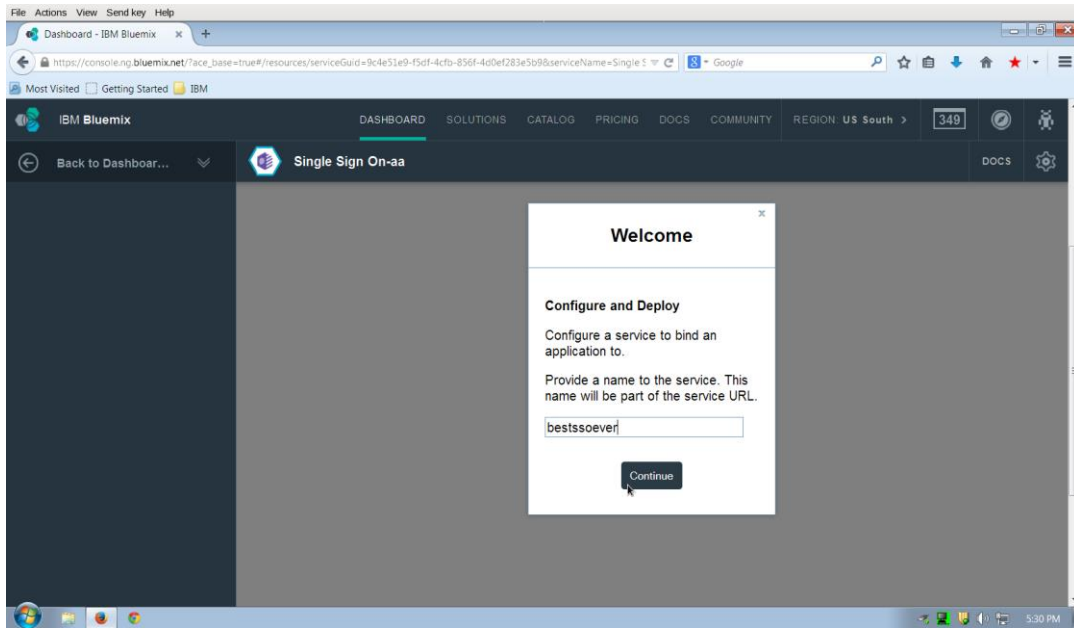 File Actions View Send key Help
Dashboard - IBM Bluemix × +
https://console.ng.bluemix.net/?ace_base=true#/resources/serviceGuid=9c4e51e9-f5df-4cfb-856f-4d0ef283e5b9&serviceName=Single S Google
Most Visited Getting Started IBM
IBM Bluemix DASHBOARD SOLUTIONS CATALOG PRICING DOCS COMMUNITY REGION: US South > 349
Back to Dashboar... Single Sign On-aa DOCS
x
Welcome
Configure and Deploy
Configure a service to bind an
application to.
Provide a name to the service. This
name will be part of the service URL.
bestssoever
Continue
5:30 PM